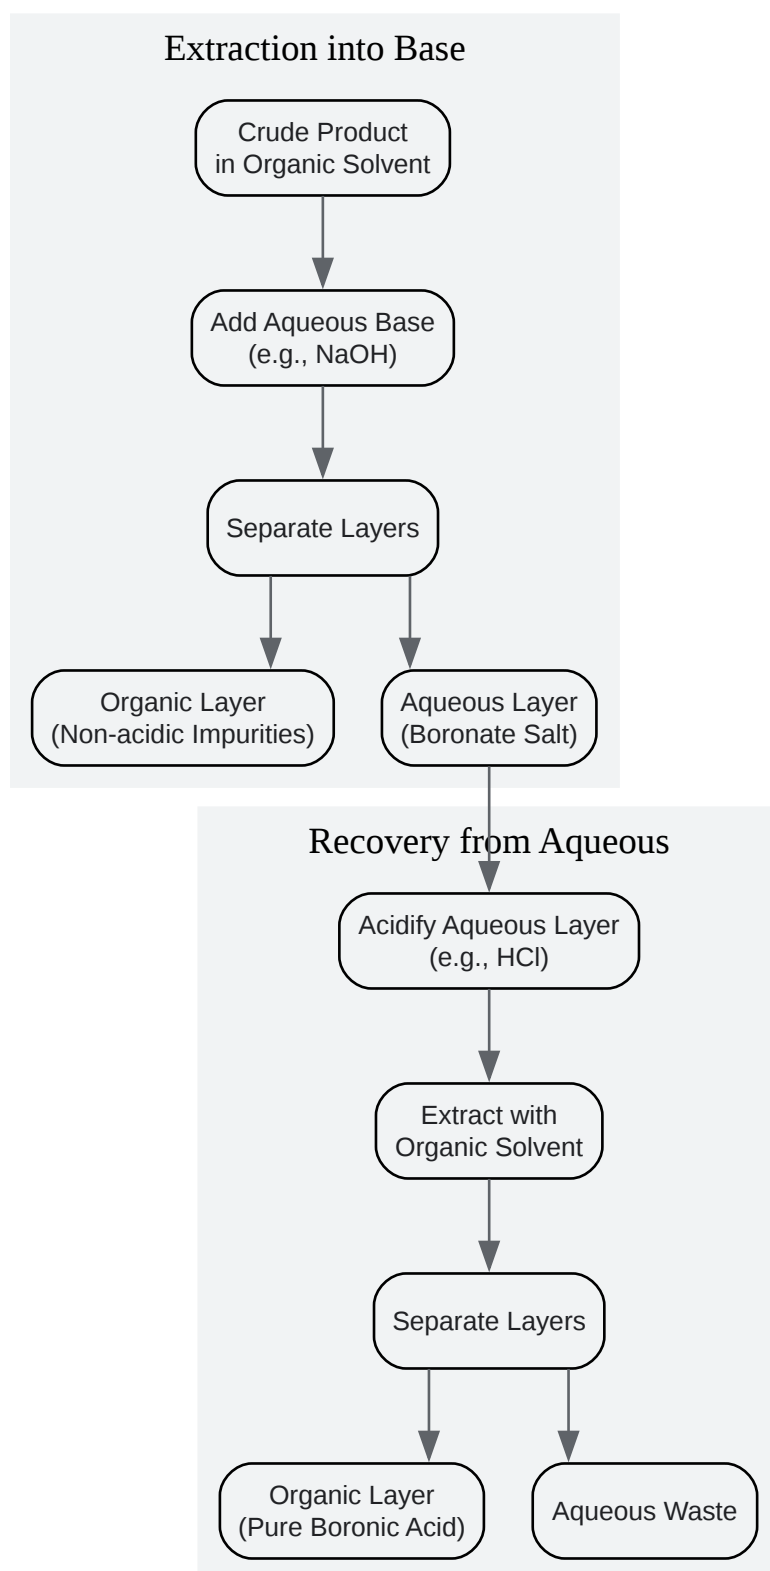 Extraction into Base
Crude Product
in Organic Solvent
Add Aqueous Base
(e.g., NaOH)
Separate Layers
Organic Layer
(Non-acidic Impurities)
Aqueous Layer
(Boronate Salt)
Recovery from Aqueous
Acidify Aqueous Layer
(e.g., HCl)
Extract with
Organic Solvent
Separate Layers
Organic Layer
(Pure Boronic Acid)
Aqueous Waste